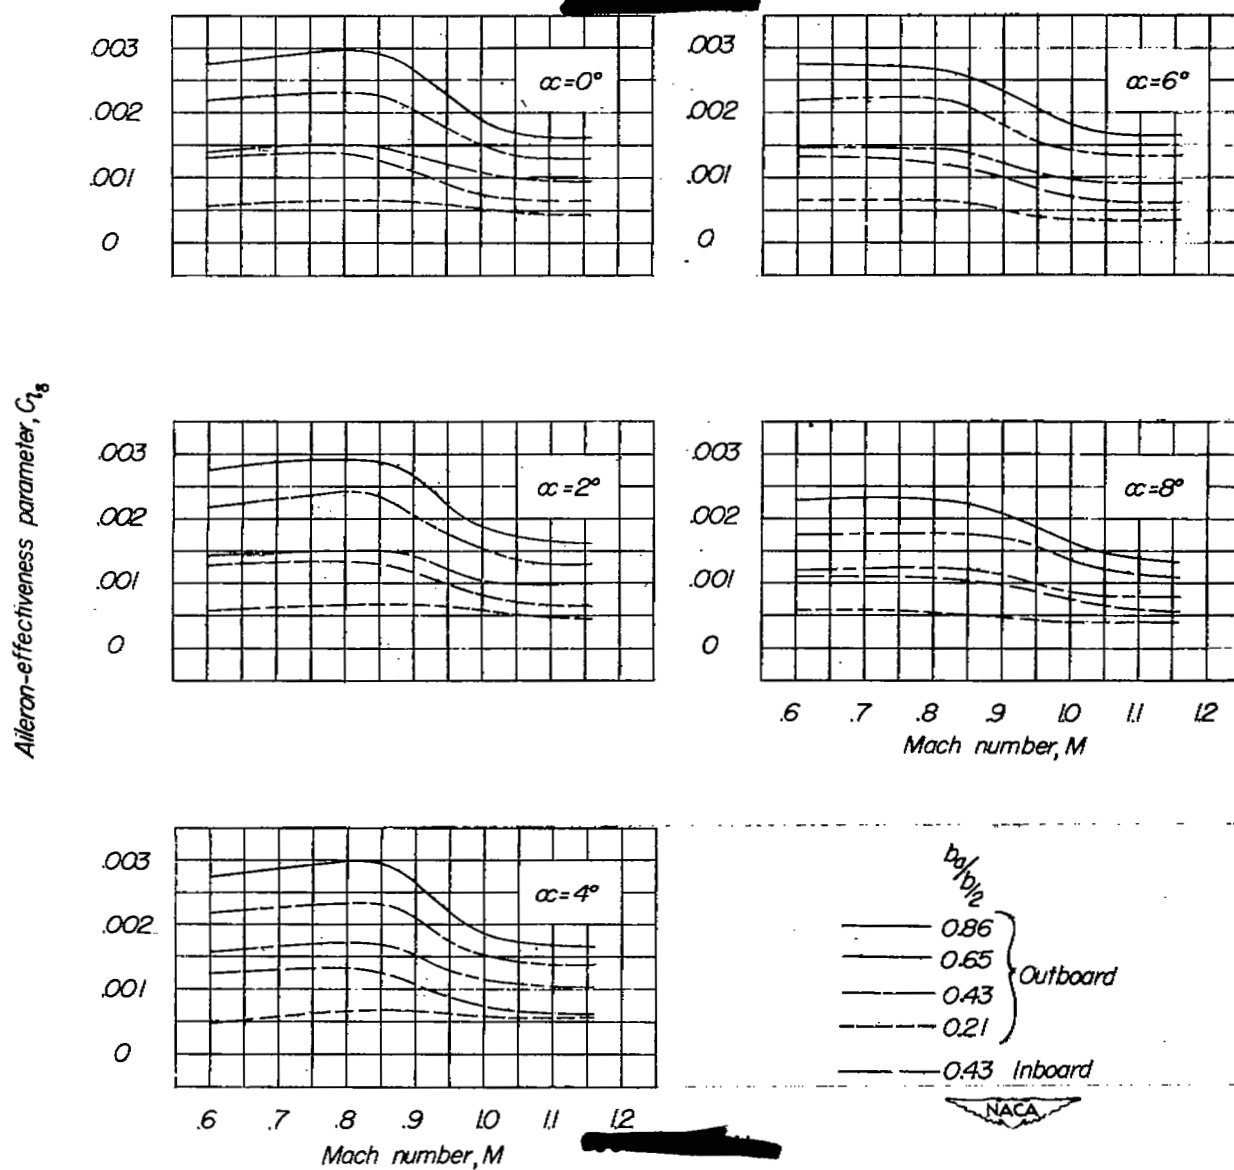 Aileron-effectiveness parameter, C_lδ
.003
.002
.001
0
α=0°
.003
.002
.001
0
α=6°
.003
.002
.001
0
α=2°
.003
.002
.001
0
α=8°
.6 .7 .8 .9 1.0 1.1 1.2
Mach number, M
.003
.002
.001
0
α=4°
.6 .7 .8 .9 1.0 1.1 1.2
Mach number, M
ba/b/2
0.86
0.65
0.43
0.21
Outboard
0.43 Inboard
NACA